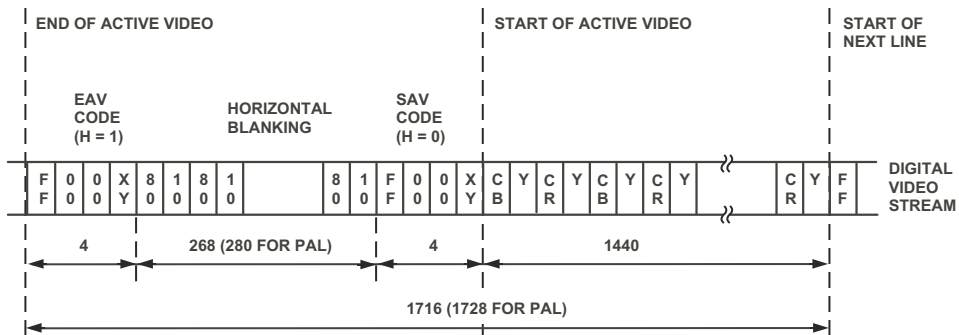 END OF ACTIVE VIDEO
START OF ACTIVE VIDEO
START OF
NEXT LINE
EAV
CODE
(H = 1)
HORIZONTAL
BLANKING
SAV
CODE
(H = 0)
F 0 0 X 8 1 8 1 8 1 F 0 0 X C Y C Y C Y C Y C Y F
F 0 0 Y 0 0 0 0 0 0 F 0 0 Y B R B R R F
DIGITAL
VIDEO
STREAM
4
268 (280 FOR PAL)
4
1440
1716 (1728 FOR PAL)